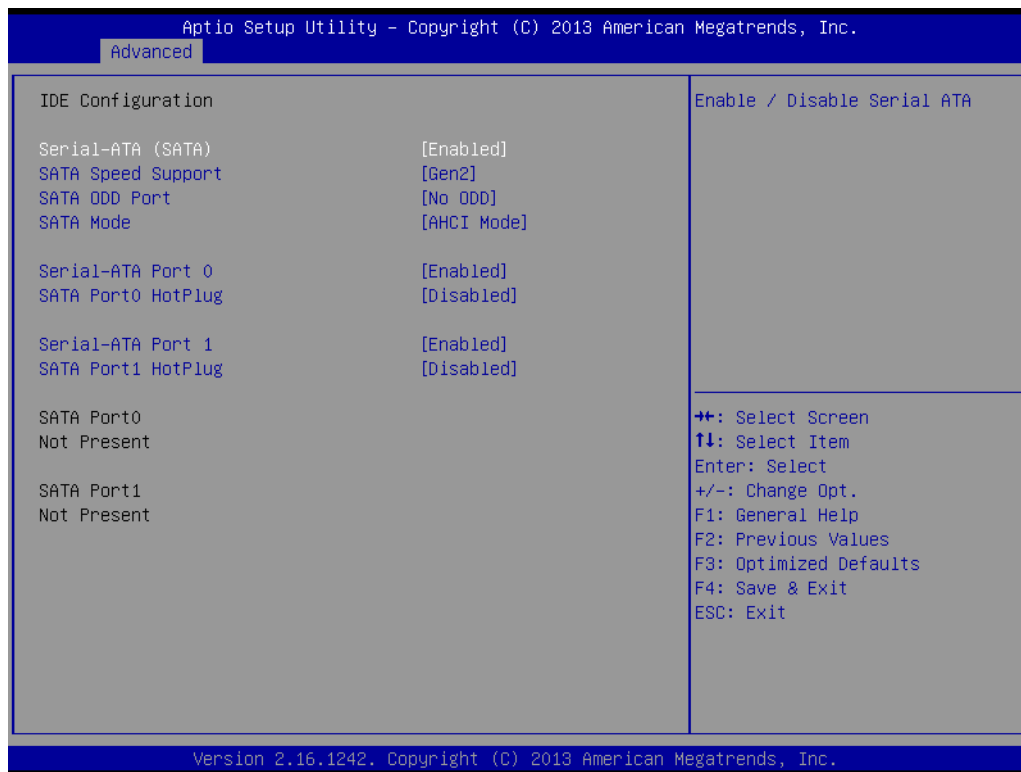 Aptio Setup Utility – Copyright (C) 2013 American Megatrends, Inc.
Advanced
IDE Configuration
Serial-ATA (SATA) [Enabled]
SATA Speed Support [Gen2]
SATA ODD Port [No ODD]
SATA Mode [AHCI Mode]
Serial-ATA Port 0 [Enabled]
SATA Port0 HotPlug [Disabled]
Serial-ATA Port 1 [Enabled]
SATA Port1 HotPlug [Disabled]
SATA Port0
Not Present
SATA Port1
Not Present
Enable / Disable Serial ATA
→←: Select Screen
↑↓: Select Item
Enter: Select
+/-: Change Opt.
F1: General Help
F2: Previous Values
F3: Optimized Defaults
F4: Save & Exit
ESC: Exit
Version 2.16.1242. Copyright (C) 2013 American Megatrends, Inc.